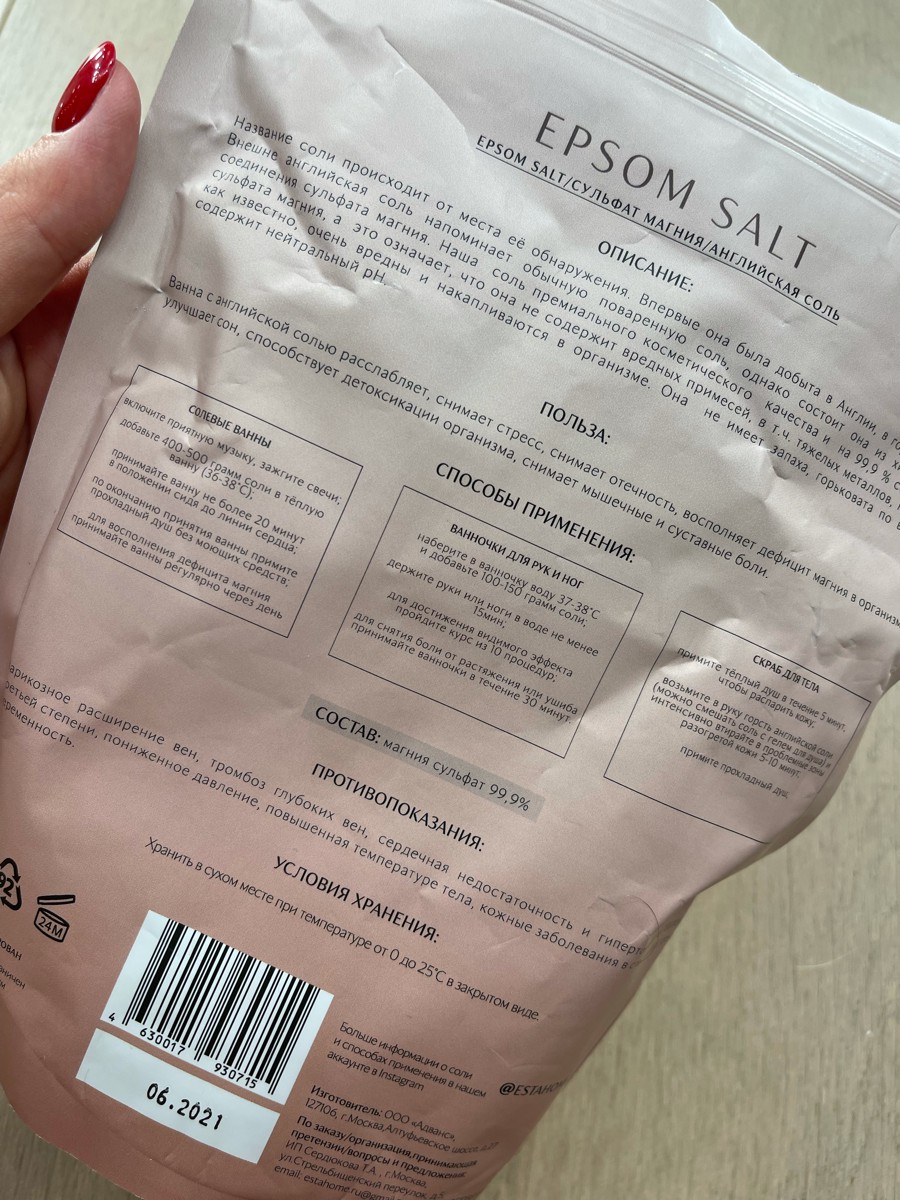 EPSOM SALT
EPSOM SALT/СУЛЬФАТ МАГНИЯ/АНГЛИЙСКАЯ СОЛЬ
ОПИСАНИЕ:
Название соли происходит от места её обнаружения. Впервые она была добыта в Англии, в
Внешне английская соль напоминает обычную поваренную соль, однако состоит она из
соединения сульфата магния. Наша соль премиального косметического качества и на 99,9 %
сульфата магния, а это означает, что она не содержит вредных примесей, в т.ч. тяжелых металлов,
как известно, очень вредны и накапливаются в организме. Она не имеет запаха, горьковата по
содержит нейтральный pH.
ПОЛЬЗА:
Ванна с английской солью расслабляет, снимает стресс, снимает отечность, восполняет дефицит магния в
улучшает сон, способствует детоксикации организма, снимает мышечные и суставные боли.
СПОСОБЫ ПРИМЕНЕНИЯ:
СОЛЕВЫЕ ВАННЫ
включите приятную музыку, зажгите свечи;
добавьте 400-500 грамм соли в тёплую
ванну (36-38°С);
принимайте ванну не более 20 минут
в положении сидя до линии сердца;
по окончанию принятия ванны примите
прохладный душ без моющих средств;
для восполнения дефицита магния
принимайте ванны регулярно через день
ВАННОЧКИ ДЛЯ РУК И НОГ
наберите в ванночку воду 37-38°С
и добавьте 100-150 грамм соли;
держите руки или ноги в воде не менее
15мин;
для достижения видимого эффекта
пройдите курс из 10 процедур;
для снятия боли от растяжения или ушиба
принимайте ванночки в течение 30 минут.
СКРАБ ДЛЯ ТЕЛА
примите тёплый душ в течение 5 минут,
чтобы распарить кожу;
возьмите в руку горсть английской соли
(можно смешать соль с гелем для душа) и
интенсивно втирайте в проблемные зоны
разогретой кожи 5-10 минут;
примите прохладный душ.
СОСТАВ: магния сульфат 99,9%
ПРОТИВОПОКАЗАНИЯ:
расширение вен, тромбоз глубоких вен, сердечная недостаточность и
степени, пониженное давление, повышенная температуре тела, кожные заболевания в
УСЛОВИЯ ХРАНЕНИЯ:
Хранить в сухом месте при температуре от 0 до 25°С в закрытом виде.
92
24M
4 630017 930715
06.2021
Больше информации о соли
и способах применения в нашем
аккаунте в Instagram
Изготовитель: ООО «Адванс»,
127106, г.Москва,Алтуфьевское шоссе,
По заказу/организация,принимающая
претензии/вопросы и предложения:
ИП Сердюкова Т.А., г.Москва,
ул.Стрельбищенский переулок,